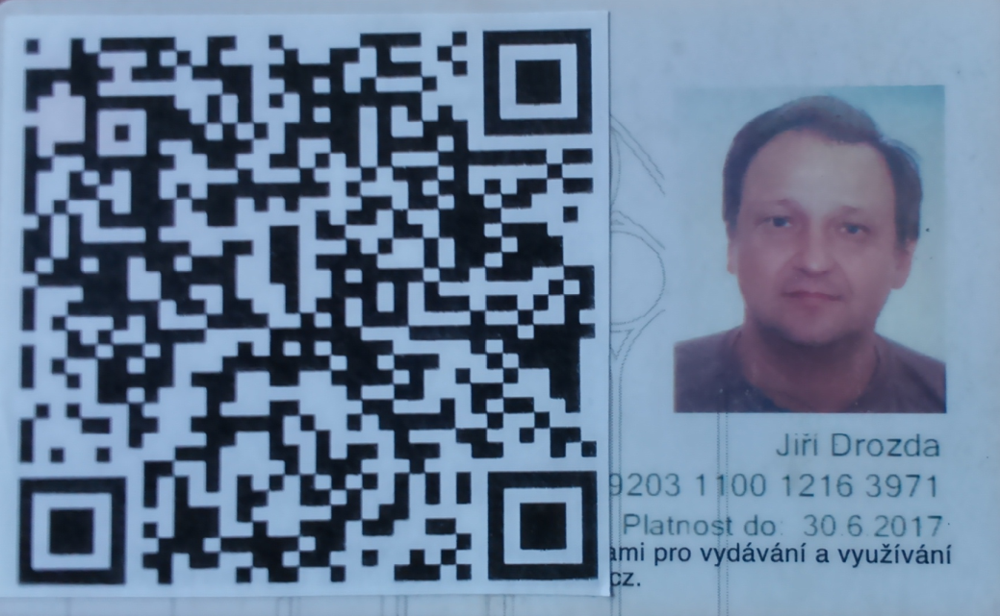 Jiří Drozda
9203 1100 1216 3971
Platnost do: 30.6.2017
ami pro vydávání a využívání
cz.